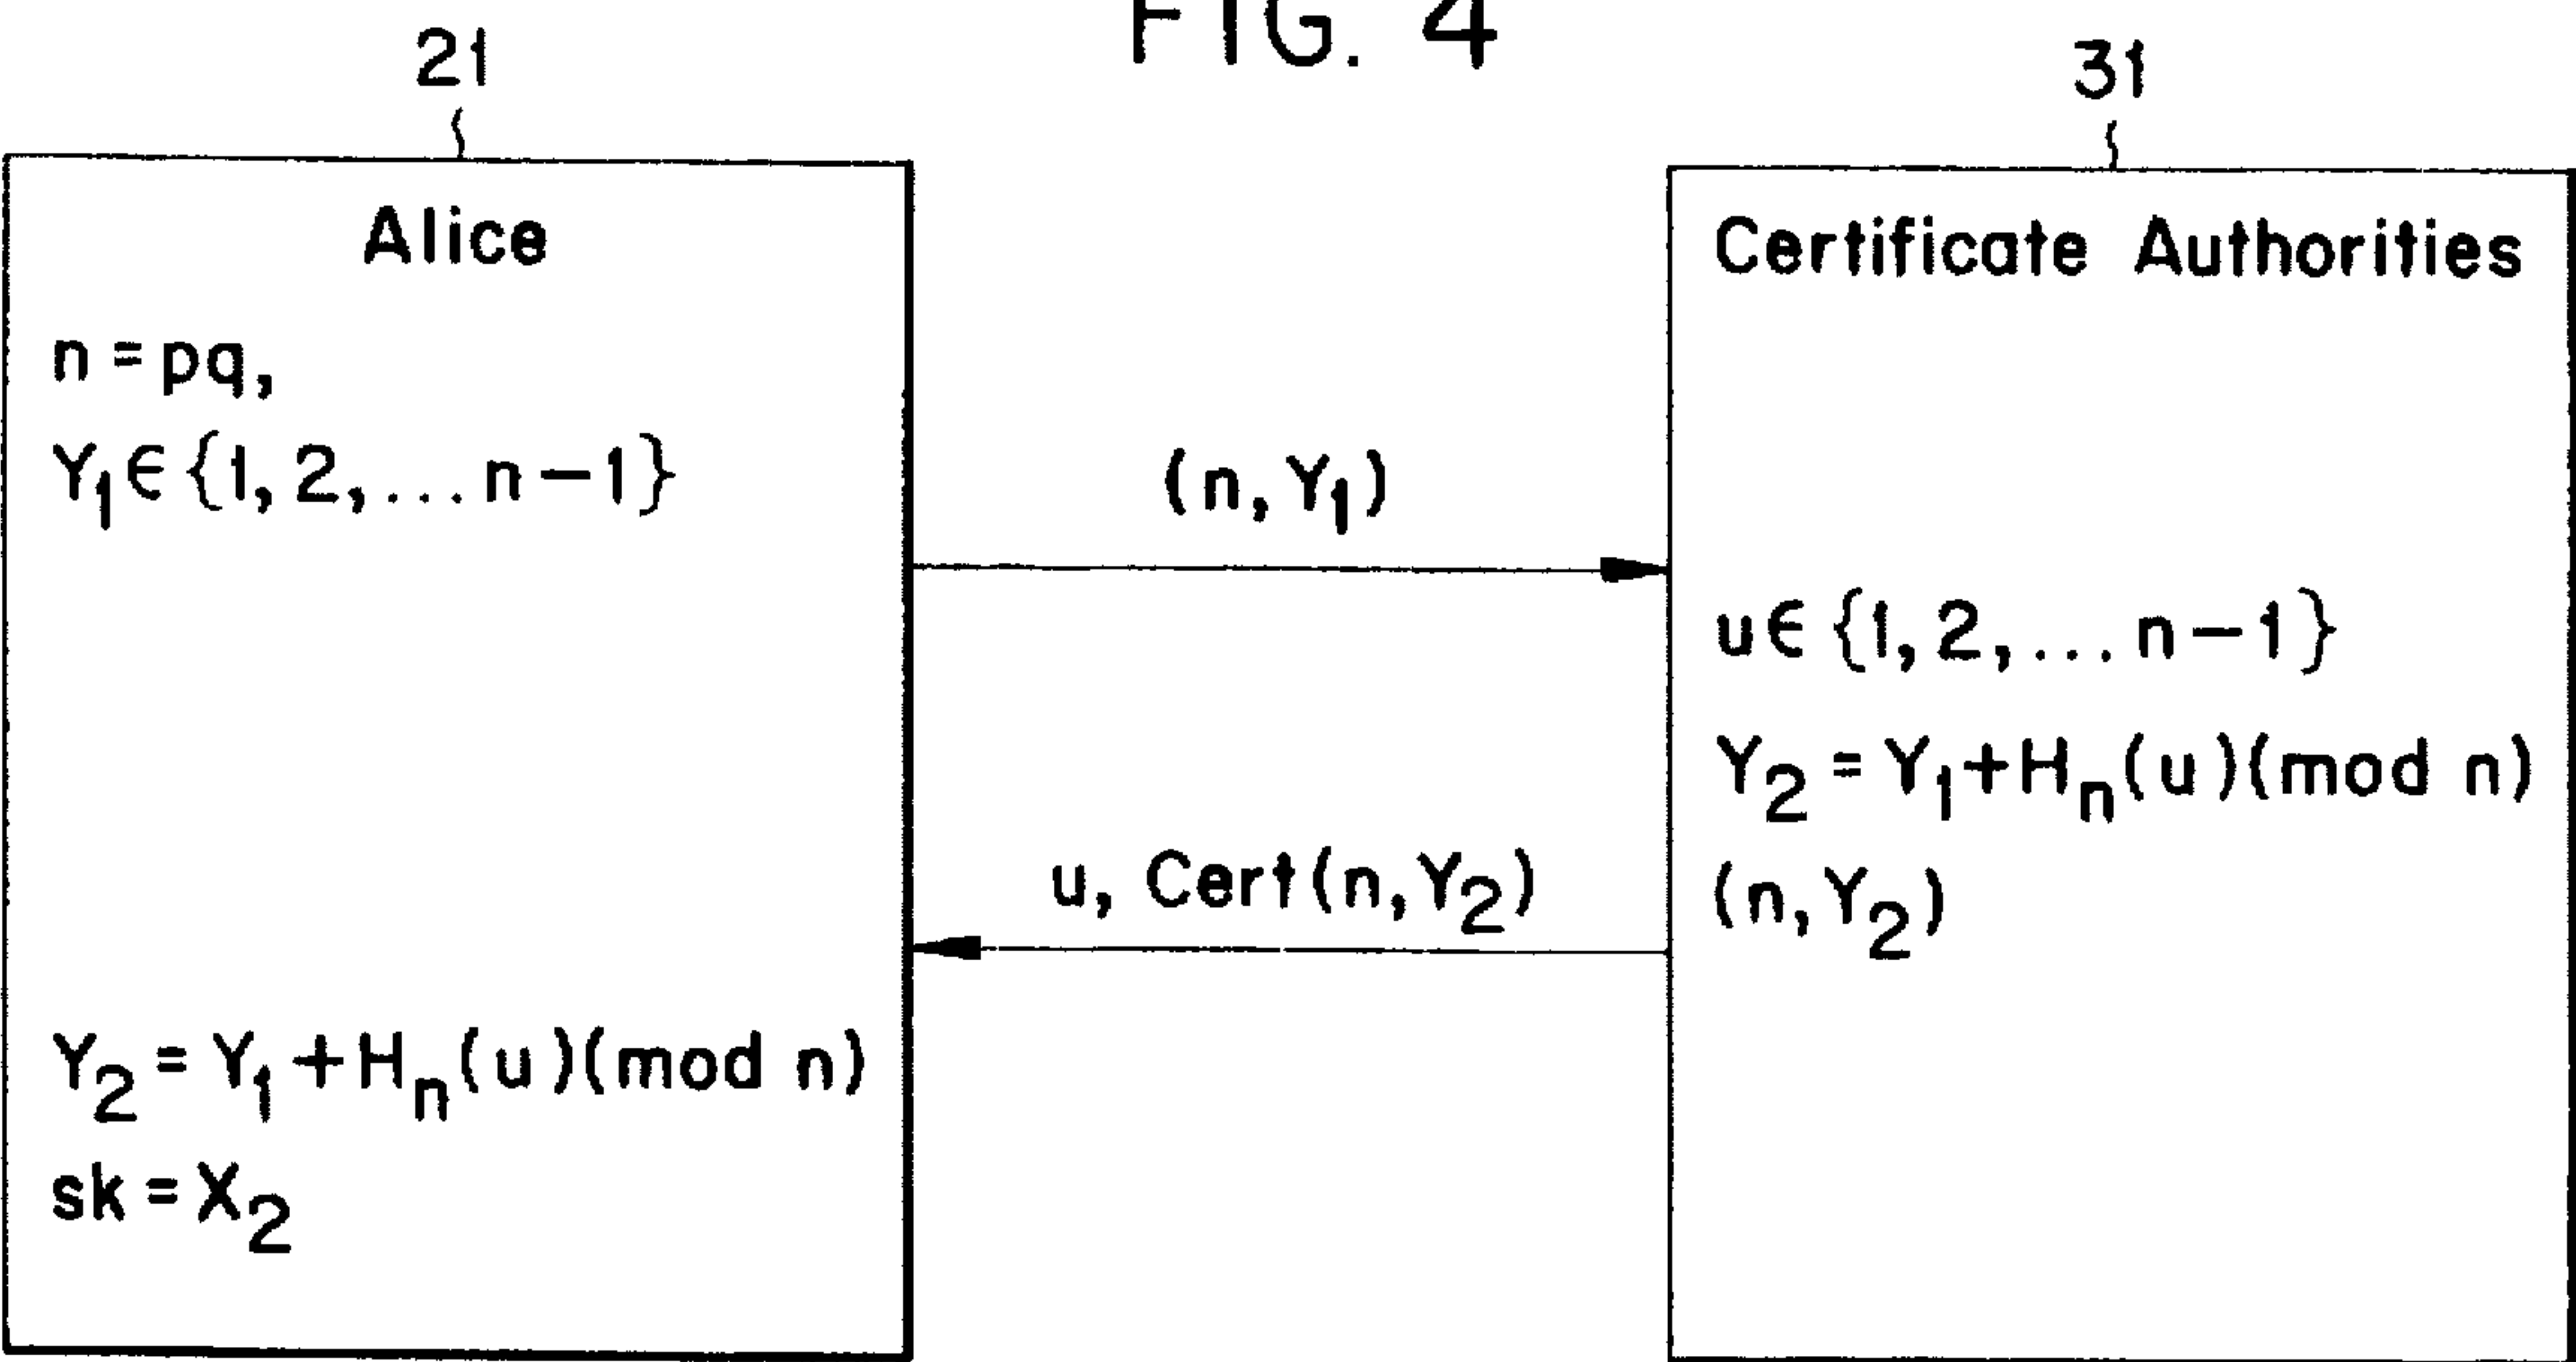 FIG. 4
21
31
Alice
n = pq,
Y₁ ∈ {1, 2, ... n − 1}
(n, Y₁)
Certificate Authorities
u ∈ {1, 2, ... n − 1}
Y₂ = Y₁ + Hₙ(u)(mod n)
(n, Y₂)
u, Cert(n, Y₂)
Y₂ = Y₁ + Hₙ(u)(mod n)
sk = X₂